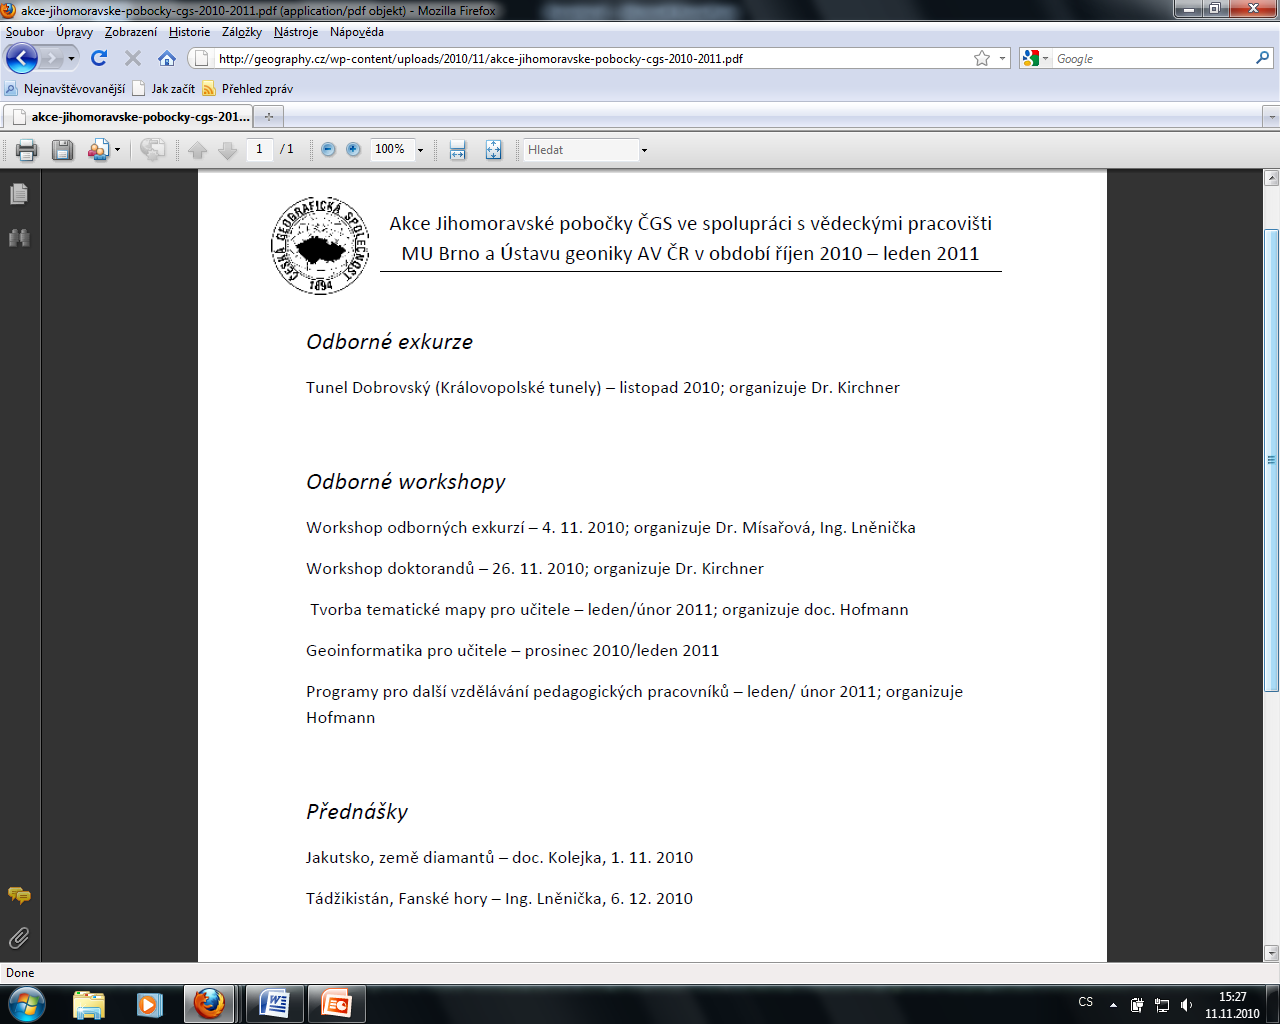 akce-jihomoravske-pobocky-cgs-2010-2011.pdf (application/pdf objekt) - Mozilla Firefox
Soubor Úpravy Zobrazení Historie Záložky Nástroje Nápověda
http://geography.cz/wp-content/uploads/2010/11/akce-jihomoravske-pobocky-cgs-2010-2011.pdf
Google
Nejnavštěvovanější Jak začít Přehled zpráv
akce-jihomoravske-pobocky-cgs-201...
1 / 1 100% Hledat
ČESKÁ GEOGRAFICKÁ SPOLEČNOST
1894
Akce Jihomoravské pobočky ČGS ve spolupráci s vědeckými pracovišti
MU Brno a Ústavu geoniky AV ČR v období říjen 2010 – leden 2011
Odborné exkurze
Tunel Dobrovský (Královopolské tunely) – listopad 2010; organizuje Dr. Kirchner
Odborné workshopy
Workshop odborných exkurzí – 4. 11. 2010; organizuje Dr. Mísařová, Ing. Lněnička
Workshop doktorandů – 26. 11. 2010; organizuje Dr. Kirchner
Tvorba tematické mapy pro učitele – leden/únor 2011; organizuje doc. Hofmann
Geoinformatika pro učitele – prosinec 2010/leden 2011
Programy pro další vzdělávání pedagogických pracovníků – leden/ únor 2011; organizuje
Hofmann
Přednášky
Jakutsko, země diamantů – doc. Kolejka, 1. 11. 2010
Tádžikistán, Fanské hory – Ing. Lněnička, 6. 12. 2010
Done
CS
15:27
11.11.2010